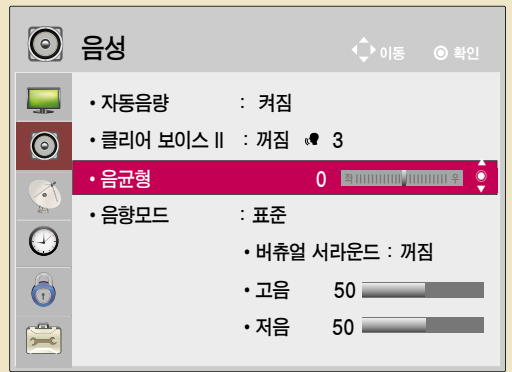 음성 이동 확인
• 자동음량 : 켜짐
• 클리어 보이스 II : 꺼짐 3
• 음균형 0 좌 우
• 음향모드 : 표준
• 버츄얼 서라운드 : 꺼짐
• 고음 50
• 저음 50